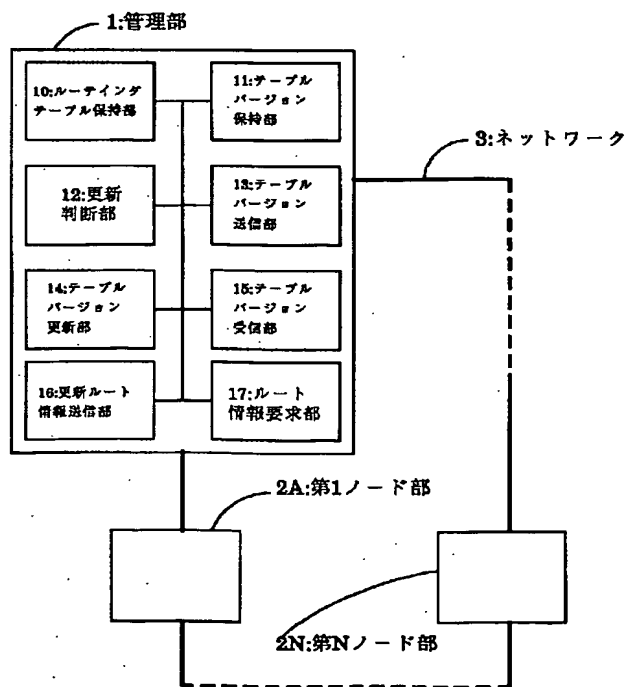 1:管理部
10:ルーテインダ
テーブル保持部
11:テーブル
バージョン
保持部
3:ネットワーク
12:更新
判断部
13:テーブル
バージョン
送信部
14:テーブル
バージョン
更新部
15:テーブル
バージョン
受信部
16:更新ルート
情報送信部
17:ルート
情報要求部
2A:第1ノード部
2N:第Nノード部